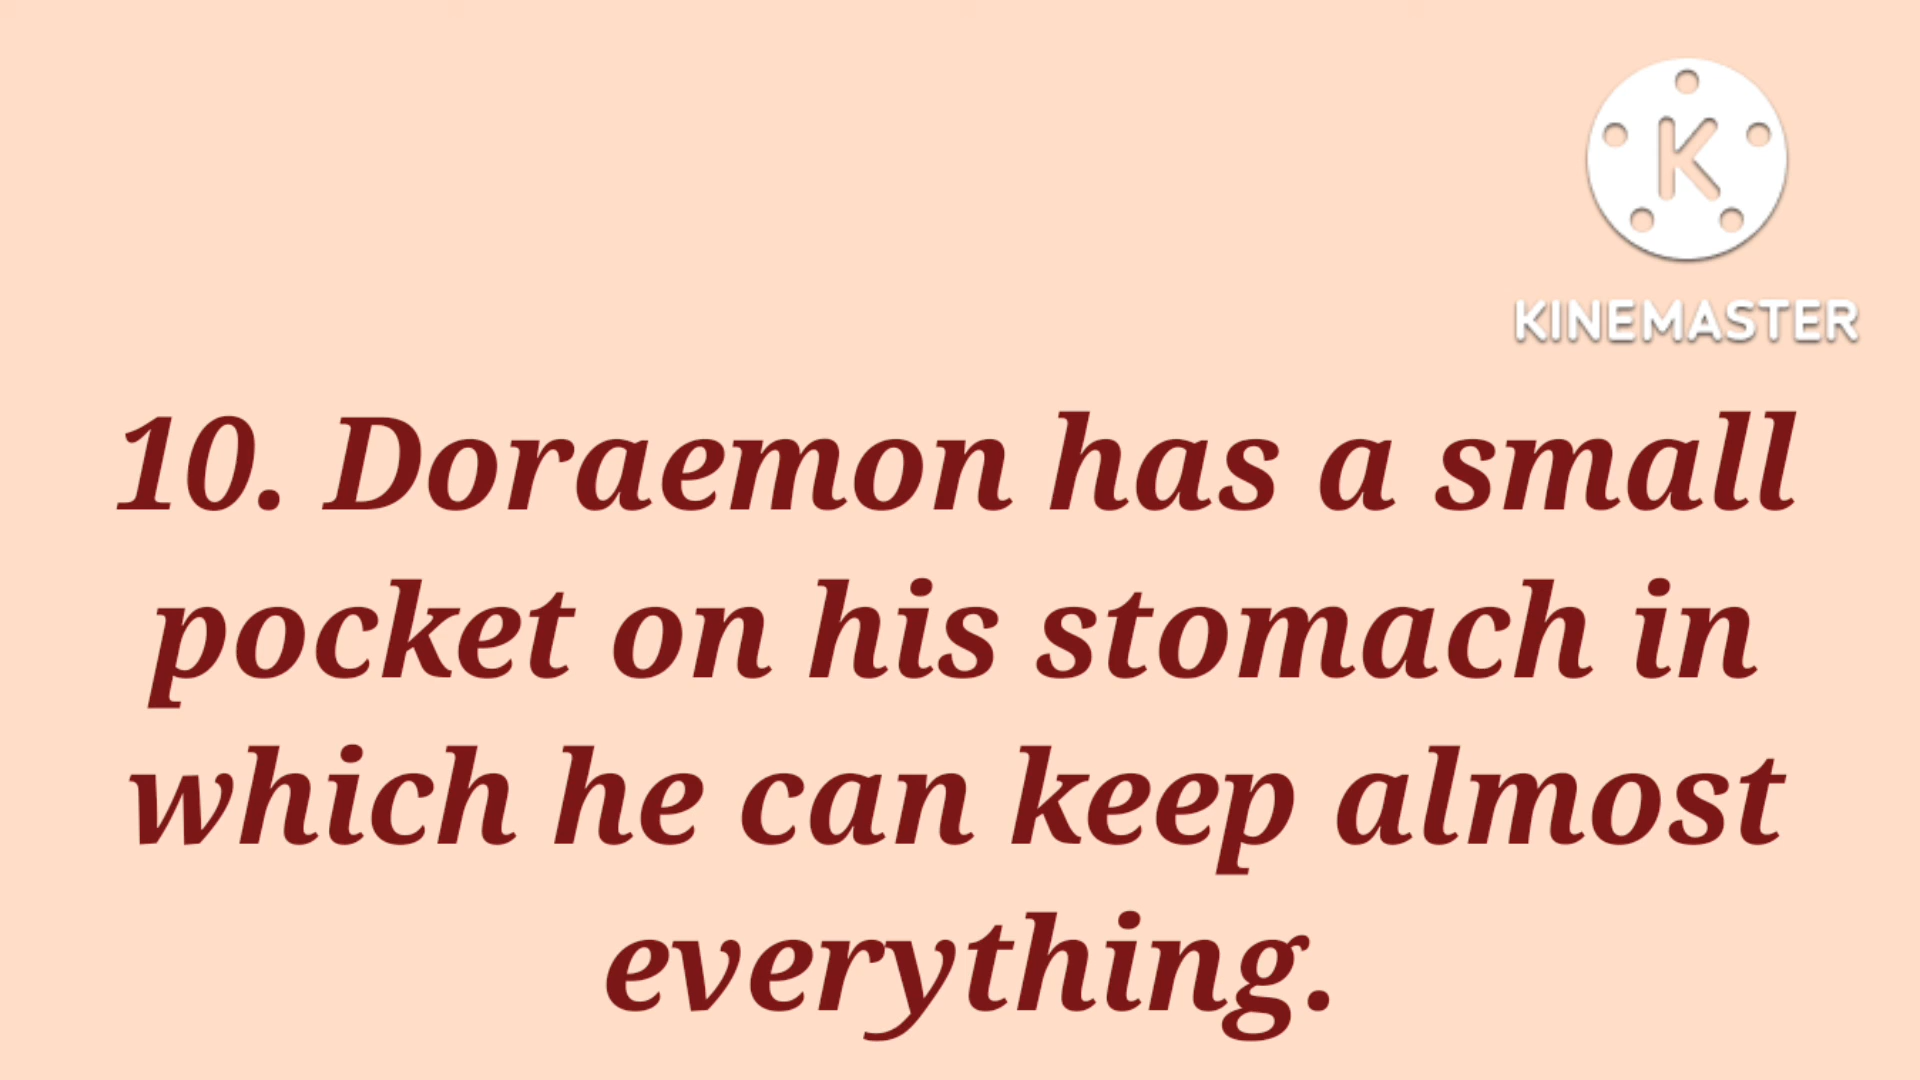 K
KINEMASTER
10. Doraemon has a small
pocket on his stomach in
which he can keep almost
everything.